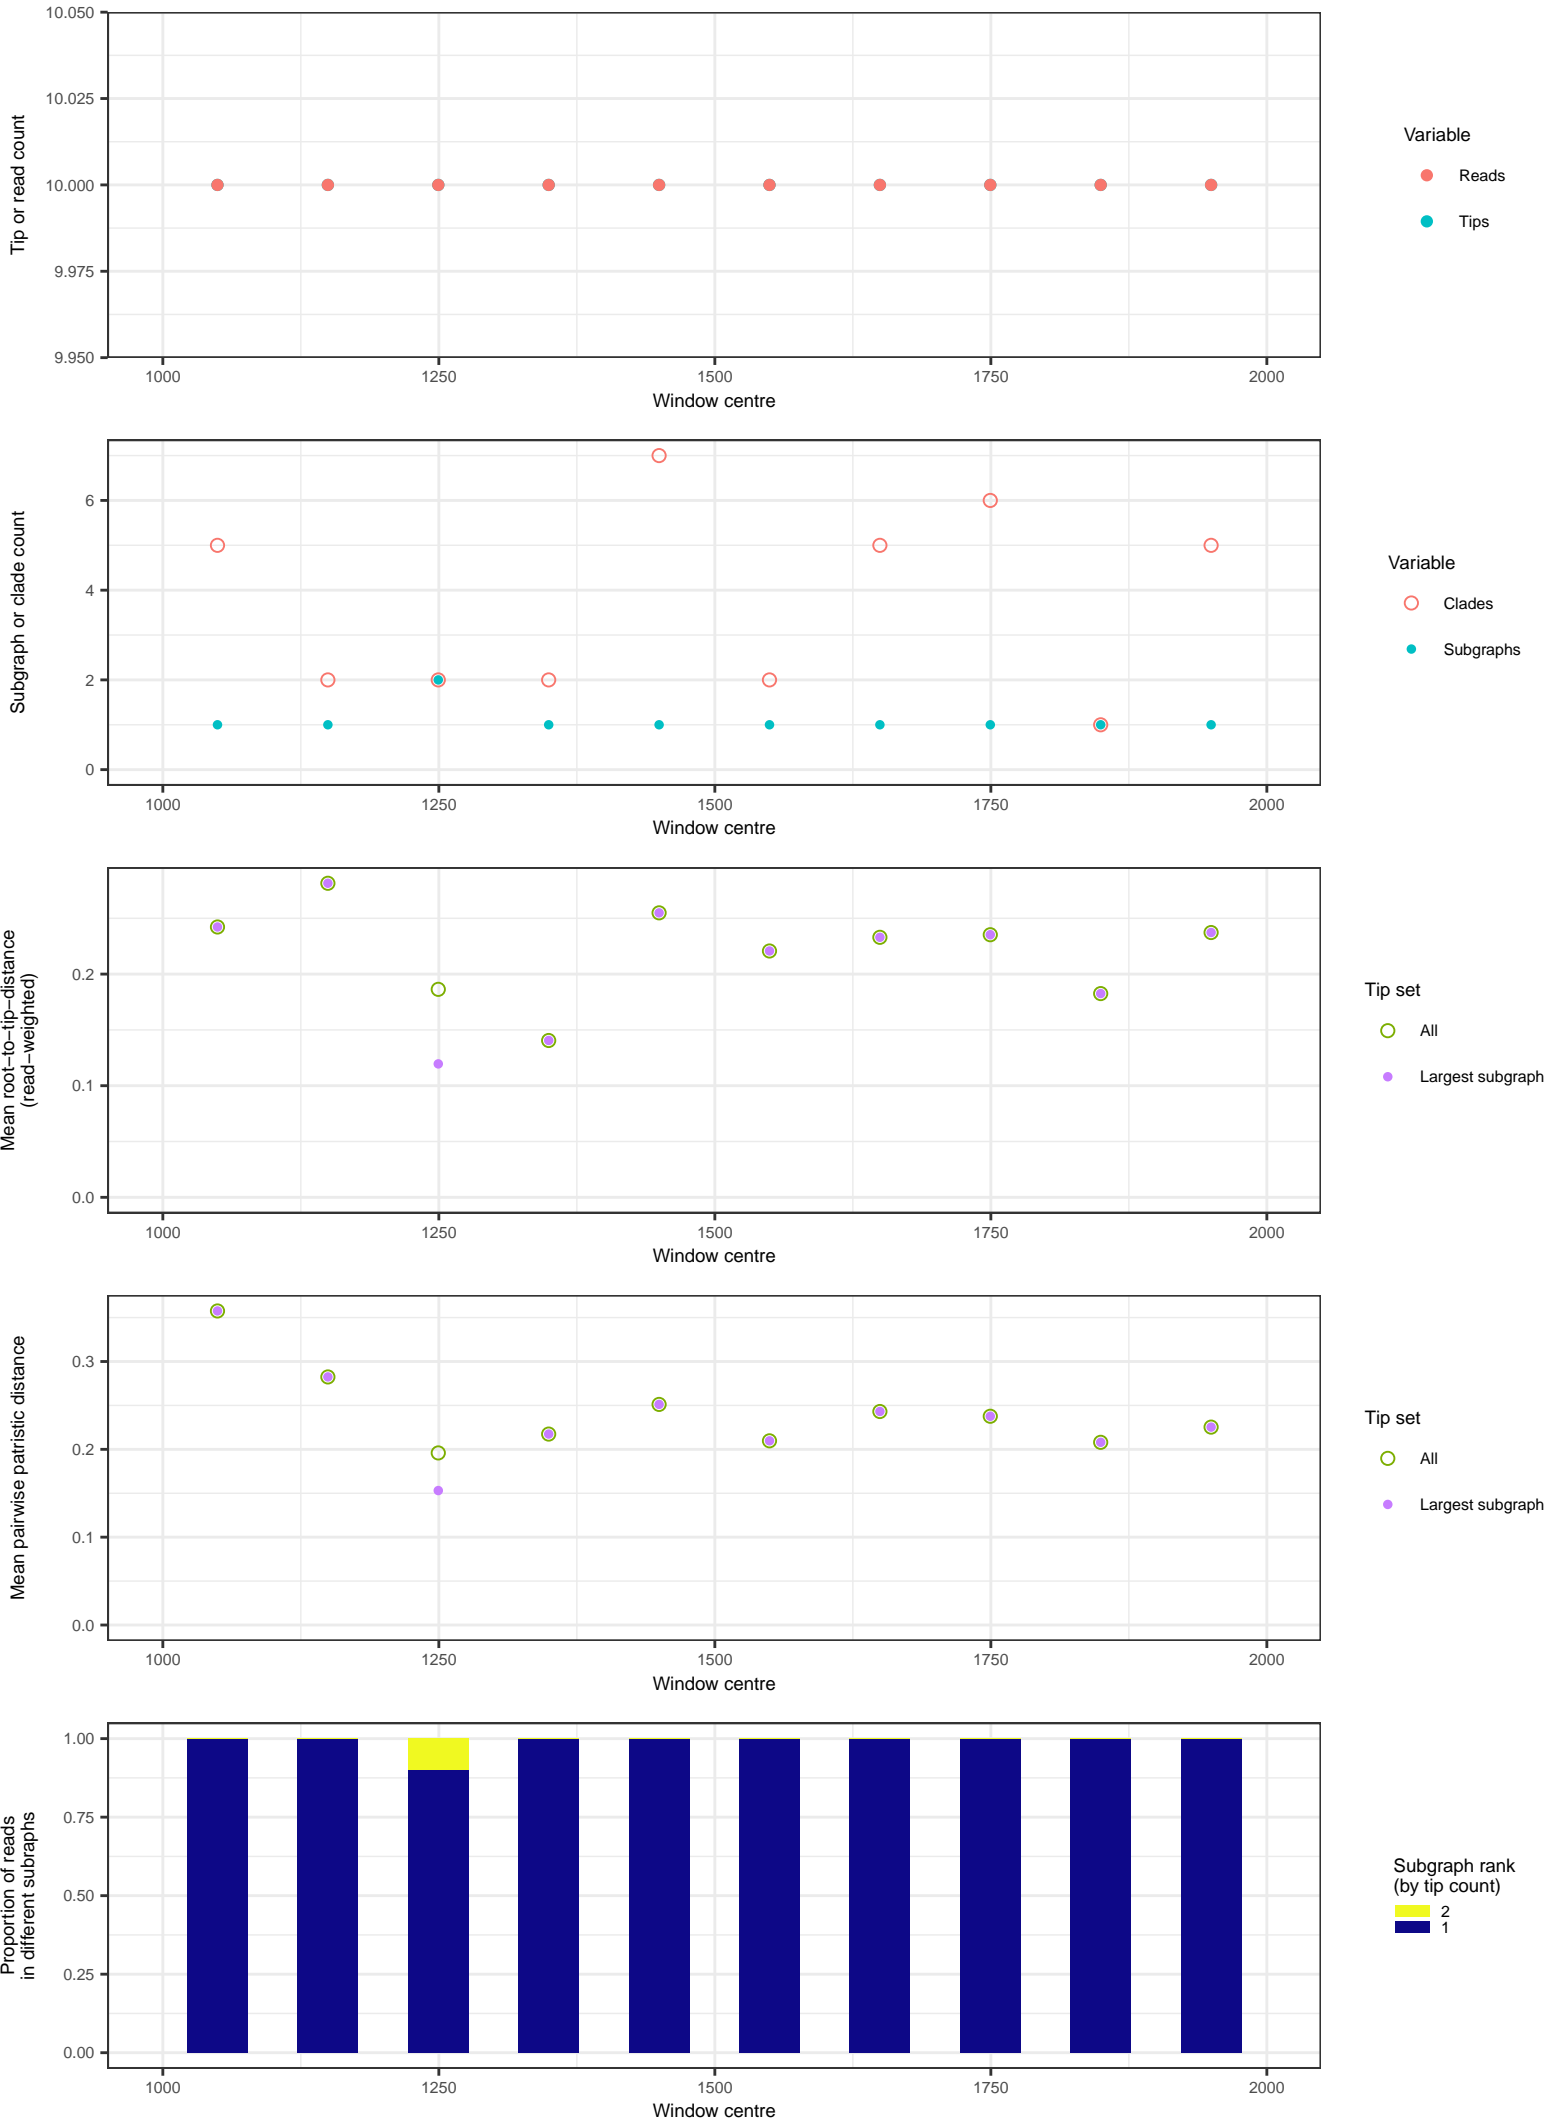 10.050
10.025
10.000
9.975
9.950
Tip or read count
1000 1250 1500 1750 2000
Window centre
Variable
Reads
Tips
6
4
2
0
Subgraph or clade count
1000 1250 1500 1750 2000
Window centre
Variable
Clades
Subgraphs
0.2
0.1
0.0
Mean root−to−tip−distance
(read−weighted)
1000 1250 1500 1750 2000
Window centre
Tip set
All
Largest subgraph
0.3
0.2
0.1
0.0
Mean pairwise patristic distance
1000 1250 1500 1750 2000
Window centre
Tip set
All
Largest subgraph
1.00
0.75
0.50
0.25
0.00
Proportion of reads
in different subraphs
1000 1250 1500 1750 2000
Window centre
Subgraph rank
(by tip count)
2
1